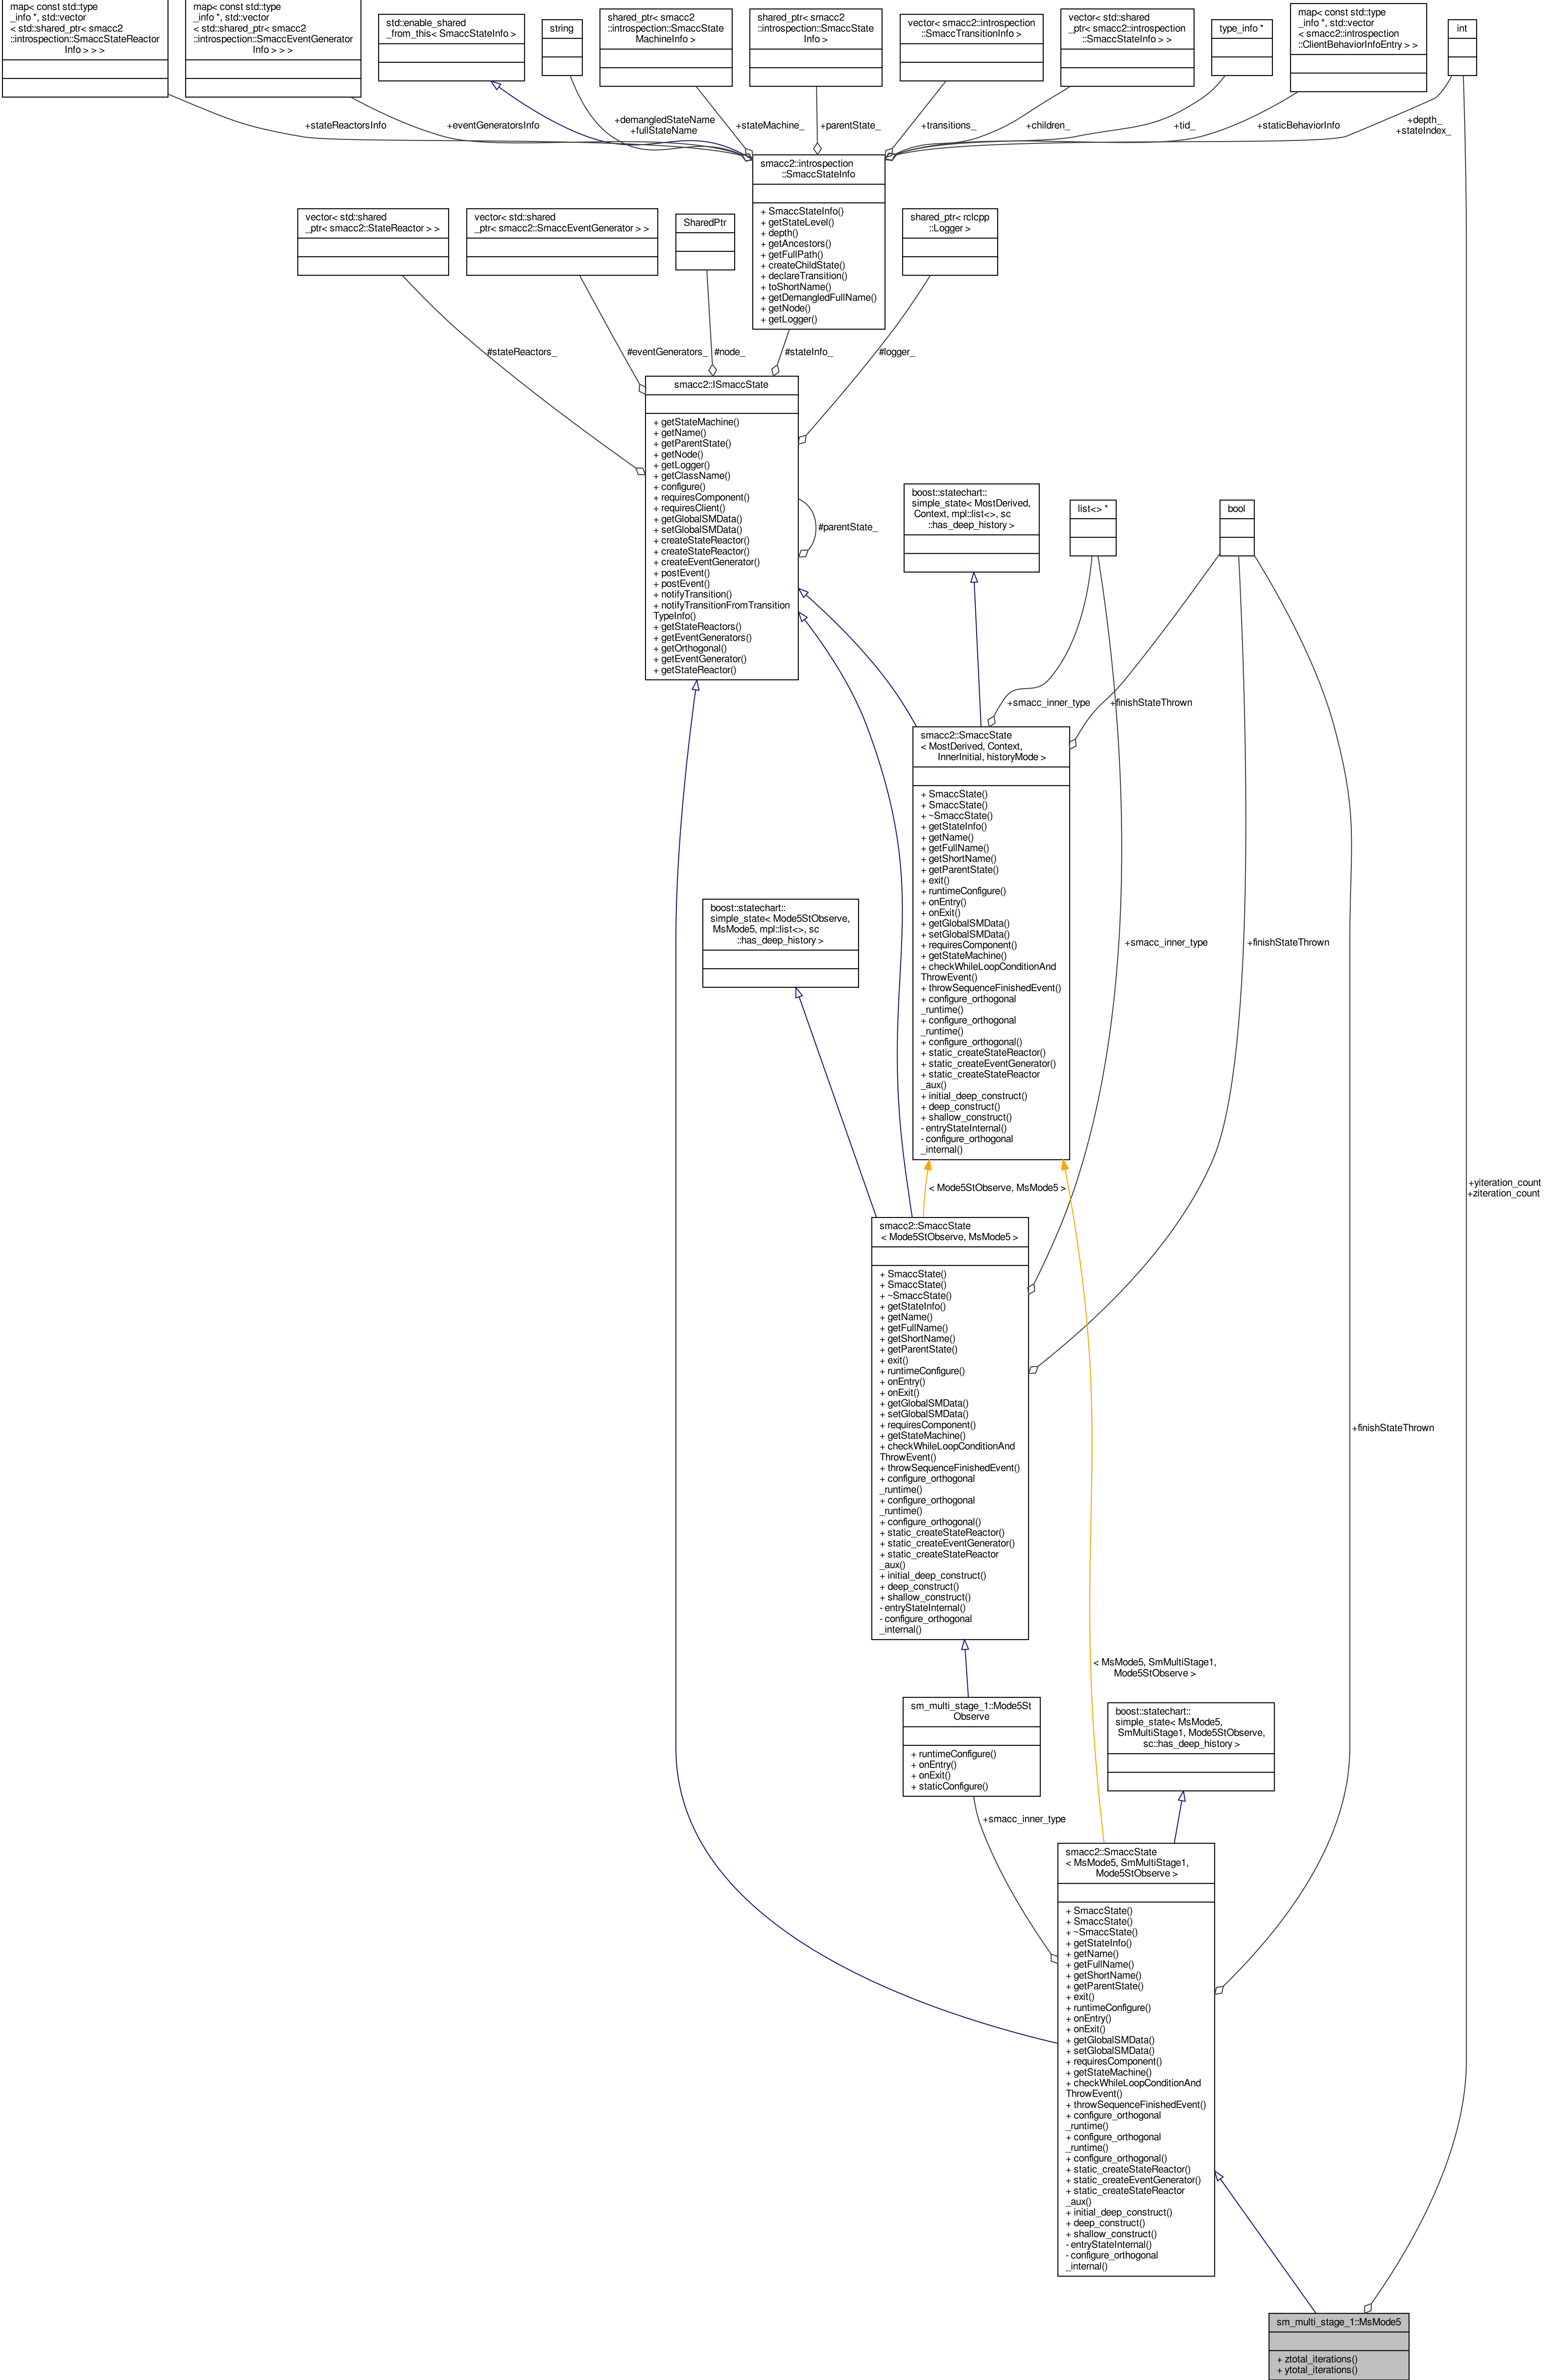 map< const std::type
_info *, std::vector
< std::shared_ptr< smacc2
::introspection::SmaccStateReactor
Info > > >
map< const std::type
_info *, std::vector
< std::shared_ptr< smacc2
::introspection::SmaccEventGenerator
Info > > >
std::enable_shared
_from_this< SmaccStateInfo >
string
shared_ptr< smacc2
::introspection::SmaccState
MachineInfo >
shared_ptr< smacc2
::introspection::SmaccState
Info >
vector< smacc2::introspection
::SmaccTransitionInfo >
vector< std::shared
_ptr< smacc2::introspection
::SmaccStateInfo > >
type_info *
map< const std::type
_info *, std::vector
< smacc2::introspection
::ClientBehaviorInfoEntry > >
int
+stateReactorsInfo
+eventGeneratorsInfo
+demangledStateName
+fullStateName
+stateMachine_
+parentState_
+transitions_
+children_
+tid_
+staticBehaviorInfo
+depth_
+stateIndex_
smacc2::introspection
::SmaccStateInfo
+ SmaccStateInfo()
+ getStateLevel()
+ depth()
+ getAncestors()
+ getFullPath()
+ createChildState()
+ declareTransition()
+ toShortName()
+ getDemangledFullName()
+ getNode()
+ getLogger()
vector< std::shared
_ptr< smacc2::StateReactor > >
vector< std::shared
_ptr< smacc2::SmaccEventGenerator > >
SharedPtr
shared_ptr< rclcpp
::Logger >
#stateReactors_
#eventGenerators_
#node_
#stateInfo_
#logger_
smacc2::ISmaccState
+ getStateMachine()
+ getName()
+ getParentState()
+ getNode()
+ getLogger()
+ getClassName()
+ configure()
+ requiresComponent()
+ requiresClient()
+ getGlobalSMData()
+ setGlobalSMData()
+ createStateReactor()
+ createStateReactor()
+ createEventGenerator()
+ postEvent()
+ postEvent()
+ notifyTransition()
+ notifyTransitionFromTransition
TypeInfo()
+ getStateReactors()
+ getEventGenerators()
+ getOrthogonal()
+ getEventGenerator()
+ getStateReactor()
#parentState_
boost::statechart::
simple_state< MostDerived,
Context, mpl::list<>, sc
::has_deep_history >
list<> *
bool
+smacc_inner_type
+finishStateThrown
smacc2::SmaccState
< MostDerived, Context,
InnerInitial, historyMode >
+ SmaccState()
+ SmaccState()
+ ~SmaccState()
+ getStateInfo()
+ getName()
+ getFullName()
+ getShortName()
+ getParentState()
+ exit()
+ runtimeConfigure()
+ onEntry()
+ onExit()
+ getGlobalSMData()
+ setGlobalSMData()
+ requiresComponent()
+ getStateMachine()
+ checkWhileLoopConditionAnd
ThrowEvent()
+ throwSequenceFinishedEvent()
+ configure_orthogonal
_runtime()
+ configure_orthogonal
_runtime()
+ configure_orthogonal()
+ static_createStateReactor()
+ static_createEventGenerator()
+ static_createStateReactor
_aux()
+ initial_deep_construct()
+ deep_construct()
+ shallow_construct()
- entryStateInternal()
- configure_orthogonal
_internal()
boost::statechart::
simple_state< Mode5StObserve,
MsMode5, mpl::list<>, sc
::has_deep_history >
+smacc_inner_type
+finishStateThrown
< Mode5StObserve, MsMode5 >
+yiteration_count
+ziteration_count
smacc2::SmaccState
< Mode5StObserve, MsMode5 >
+ SmaccState()
+ SmaccState()
+ ~SmaccState()
+ getStateInfo()
+ getName()
+ getFullName()
+ getShortName()
+ getParentState()
+ exit()
+ runtimeConfigure()
+ onEntry()
+ onExit()
+ getGlobalSMData()
+ setGlobalSMData()
+ requiresComponent()
+ getStateMachine()
+ checkWhileLoopConditionAnd
ThrowEvent()
+ throwSequenceFinishedEvent()
+ configure_orthogonal
_runtime()
+ configure_orthogonal
_runtime()
+ configure_orthogonal()
+ static_createStateReactor()
+ static_createEventGenerator()
+ static_createStateReactor
_aux()
+ initial_deep_construct()
+ deep_construct()
+ shallow_construct()
- entryStateInternal()
- configure_orthogonal
_internal()
+finishStateThrown
< MsMode5, SmMultiStage1,
Mode5StObserve >
sm_multi_stage_1::Mode5St
Observe
+ runtimeConfigure()
+ onEntry()
+ onExit()
+ staticConfigure()
boost::statechart::
simple_state< MsMode5,
SmMultiStage1, Mode5StObserve,
sc::has_deep_history >
+smacc_inner_type
smacc2::SmaccState
< MsMode5, SmMultiStage1,
Mode5StObserve >
+ SmaccState()
+ SmaccState()
+ ~SmaccState()
+ getStateInfo()
+ getName()
+ getFullName()
+ getShortName()
+ getParentState()
+ exit()
+ runtimeConfigure()
+ onEntry()
+ onExit()
+ getGlobalSMData()
+ setGlobalSMData()
+ requiresComponent()
+ getStateMachine()
+ checkWhileLoopConditionAnd
ThrowEvent()
+ throwSequenceFinishedEvent()
+ configure_orthogonal
_runtime()
+ configure_orthogonal
_runtime()
+ configure_orthogonal()
+ static_createStateReactor()
+ static_createEventGenerator()
+ static_createStateReactor
_aux()
+ initial_deep_construct()
+ deep_construct()
+ shallow_construct()
- entryStateInternal()
- configure_orthogonal
_internal()
sm_multi_stage_1::MsMode5
+ ztotal_iterations()
+ ytotal_iterations()